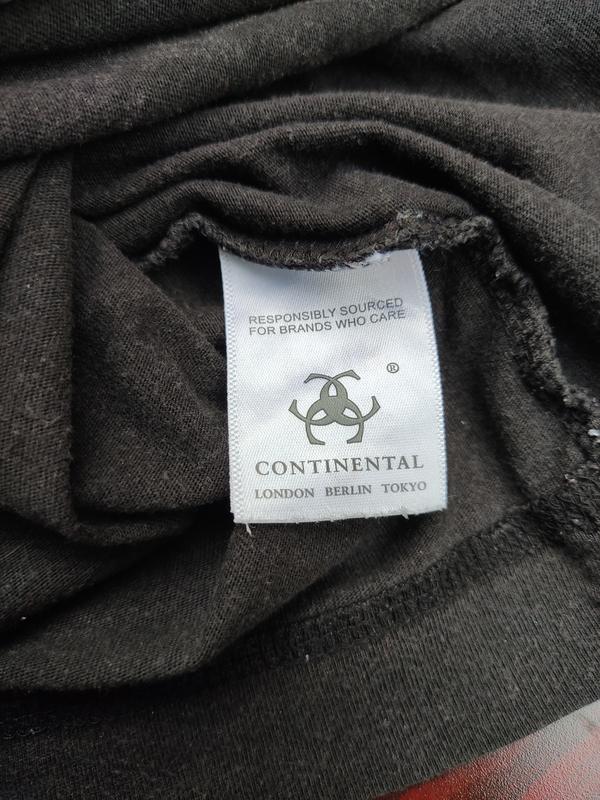 RESPONSIBLY SOURCED
FOR BRANDS WHO CARE
®
CONTINENTAL
LONDON BERLIN TOKYO